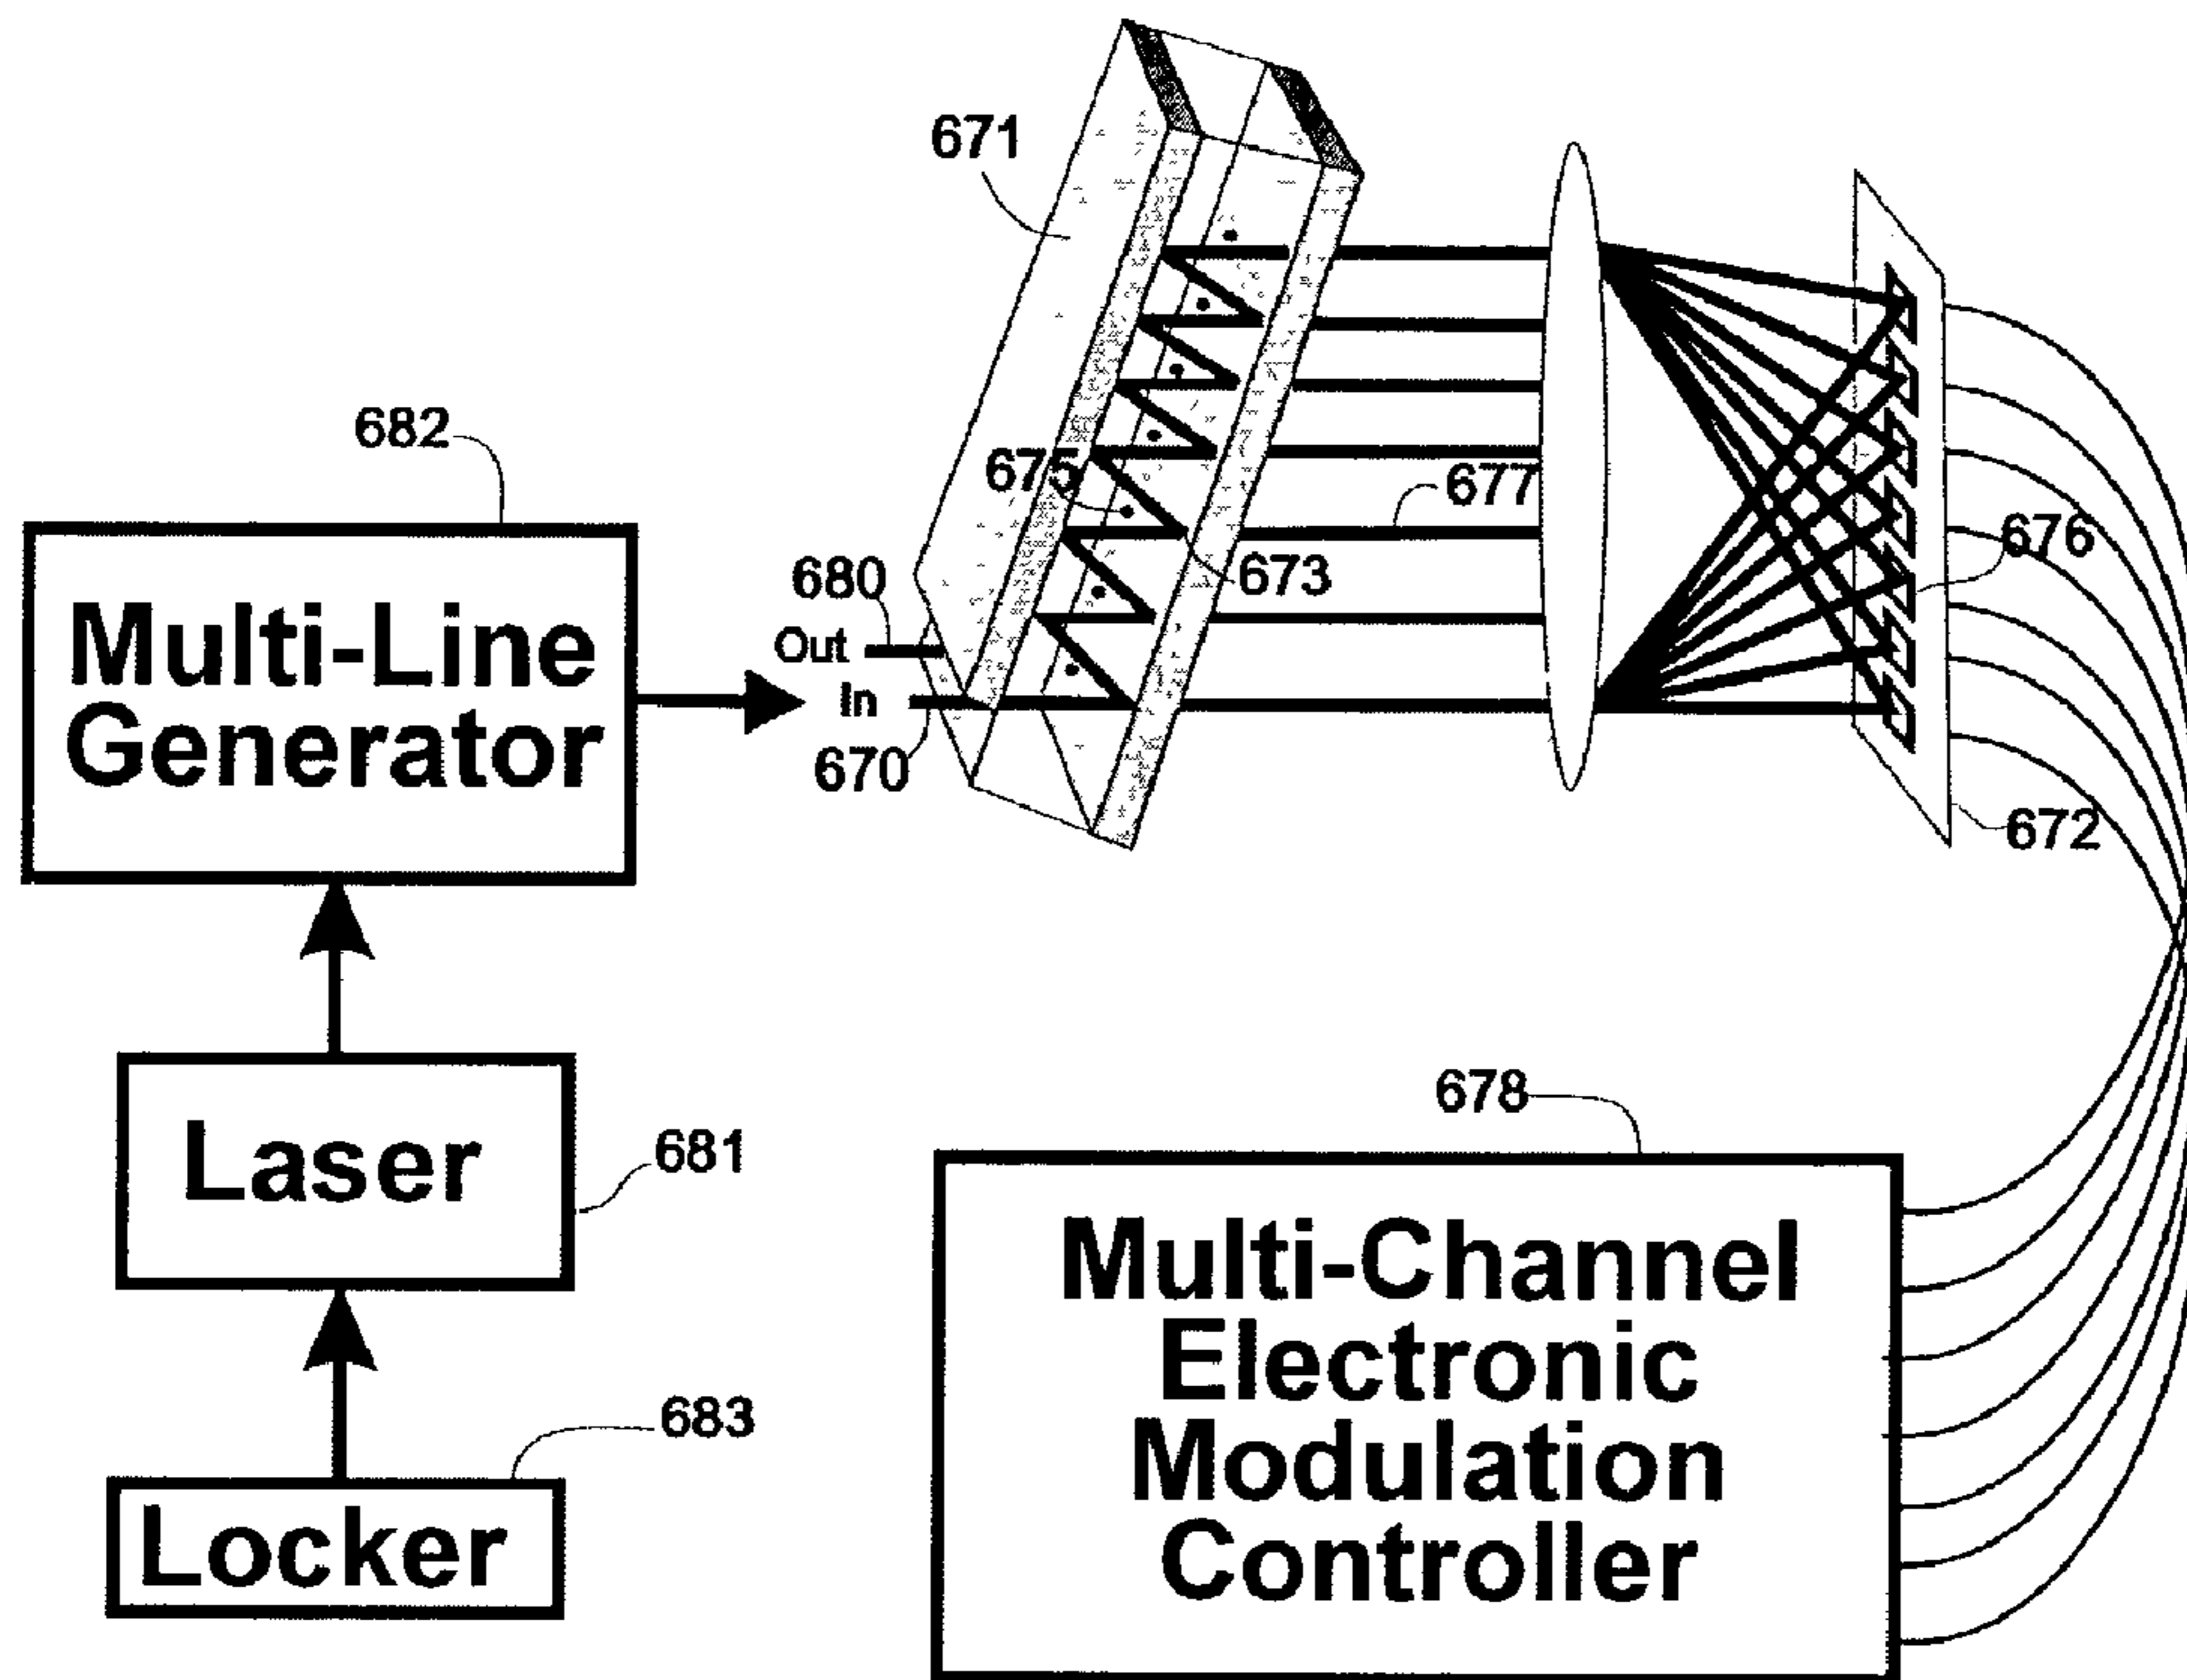 671
682
675
677
676
680
673
Out
In
670
672
Multi-Line
Generator
678
Laser
681
Multi-Channel
Electronic
Modulation
Controller
683
Locker